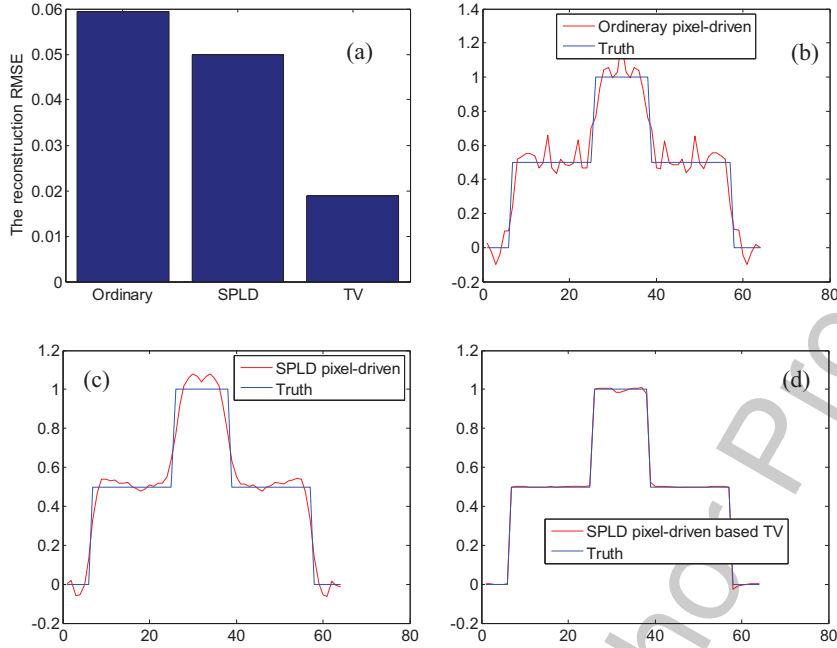 0.06
0.05
0.04
0.03
0.02
0.01
0
The reconstruction RMSE
(a)
Ordinary SPLD TV
1.4
1.2
1
0.8
0.6
0.4
0.2
0
-0.2
Ordineray pixel-driven
Truth
(b)
0 20 40 60 80
1.2
1
0.8
0.6
0.4
0.2
0
-0.2
(c)
SPLD pixel-driven
Truth
0 20 40 60 80
1.2
1
0.8
0.6
0.4
0.2
0
-0.2
(d)
SPLD pixel-driven based TV
Truth
0 20 40 60 80
hor Pro